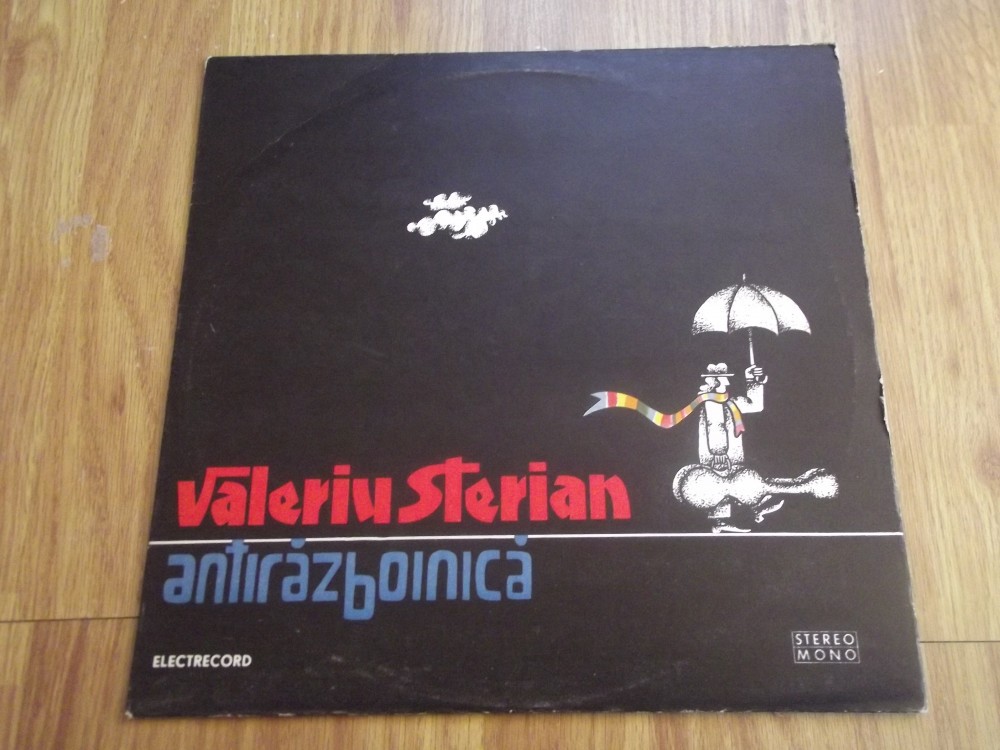 Valeriu Sterian
antirăzboinică
ELECTRECORD
STEREO
MONO